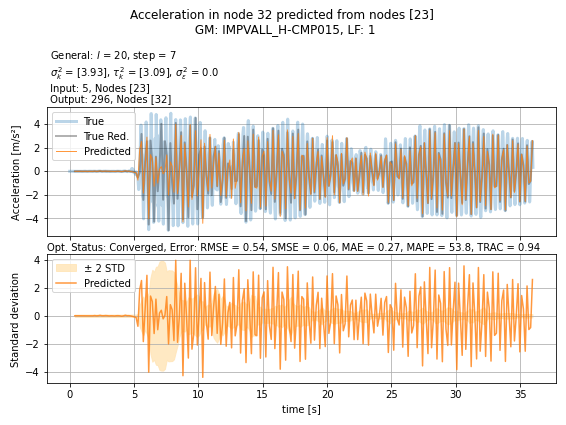 Acceleration in node 32 predicted from nodes [23]
GM: IMPVALL_H-CMP015, LF: 1
General: l = 20, step = 7
σ²ₖ = [3.93], τ²ₖ = [3.09], σ²ε = 0.0
Input: 5, Nodes [23]
Output: 296, Nodes [32]
Acceleration [m/s²]
4
2
0
−2
−4
True
True Red.
Predicted
Opt. Status: Converged, Error: RMSE = 0.54, SMSE = 0.06, MAE = 0.27, MAPE = 53.8, TRAC = 0.94
Standard deviation
4
2
0
−2
−4
± 2 STD
Predicted
0 5 10 15 20 25 30 35
time [s]